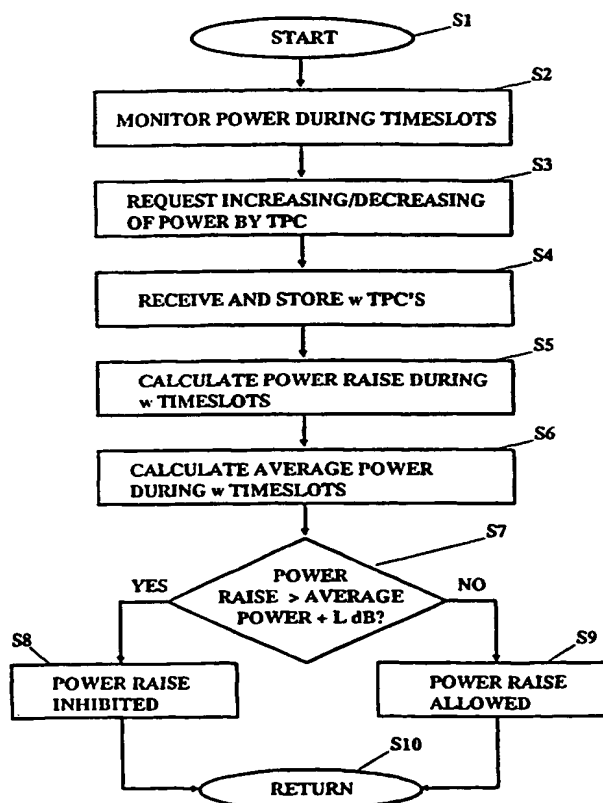 S1
START
S2
MONITOR POWER DURING TIMESLOTS
S3
REQUEST INCREASING/DECREASING
OF POWER BY TPC
S4
RECEIVE AND STORE w TPC'S
S5
CALCULATE POWER RAISE DURING
w TIMESLOTS
S6
CALCULATE AVERAGE POWER
DURING w TIMESLOTS
S7
POWER
RAISE > AVERAGE
POWER + L dB?
YES
NO
S8
POWER RAISE
INHIBITED
S9
POWER RAISE
ALLOWED
S10
RETURN